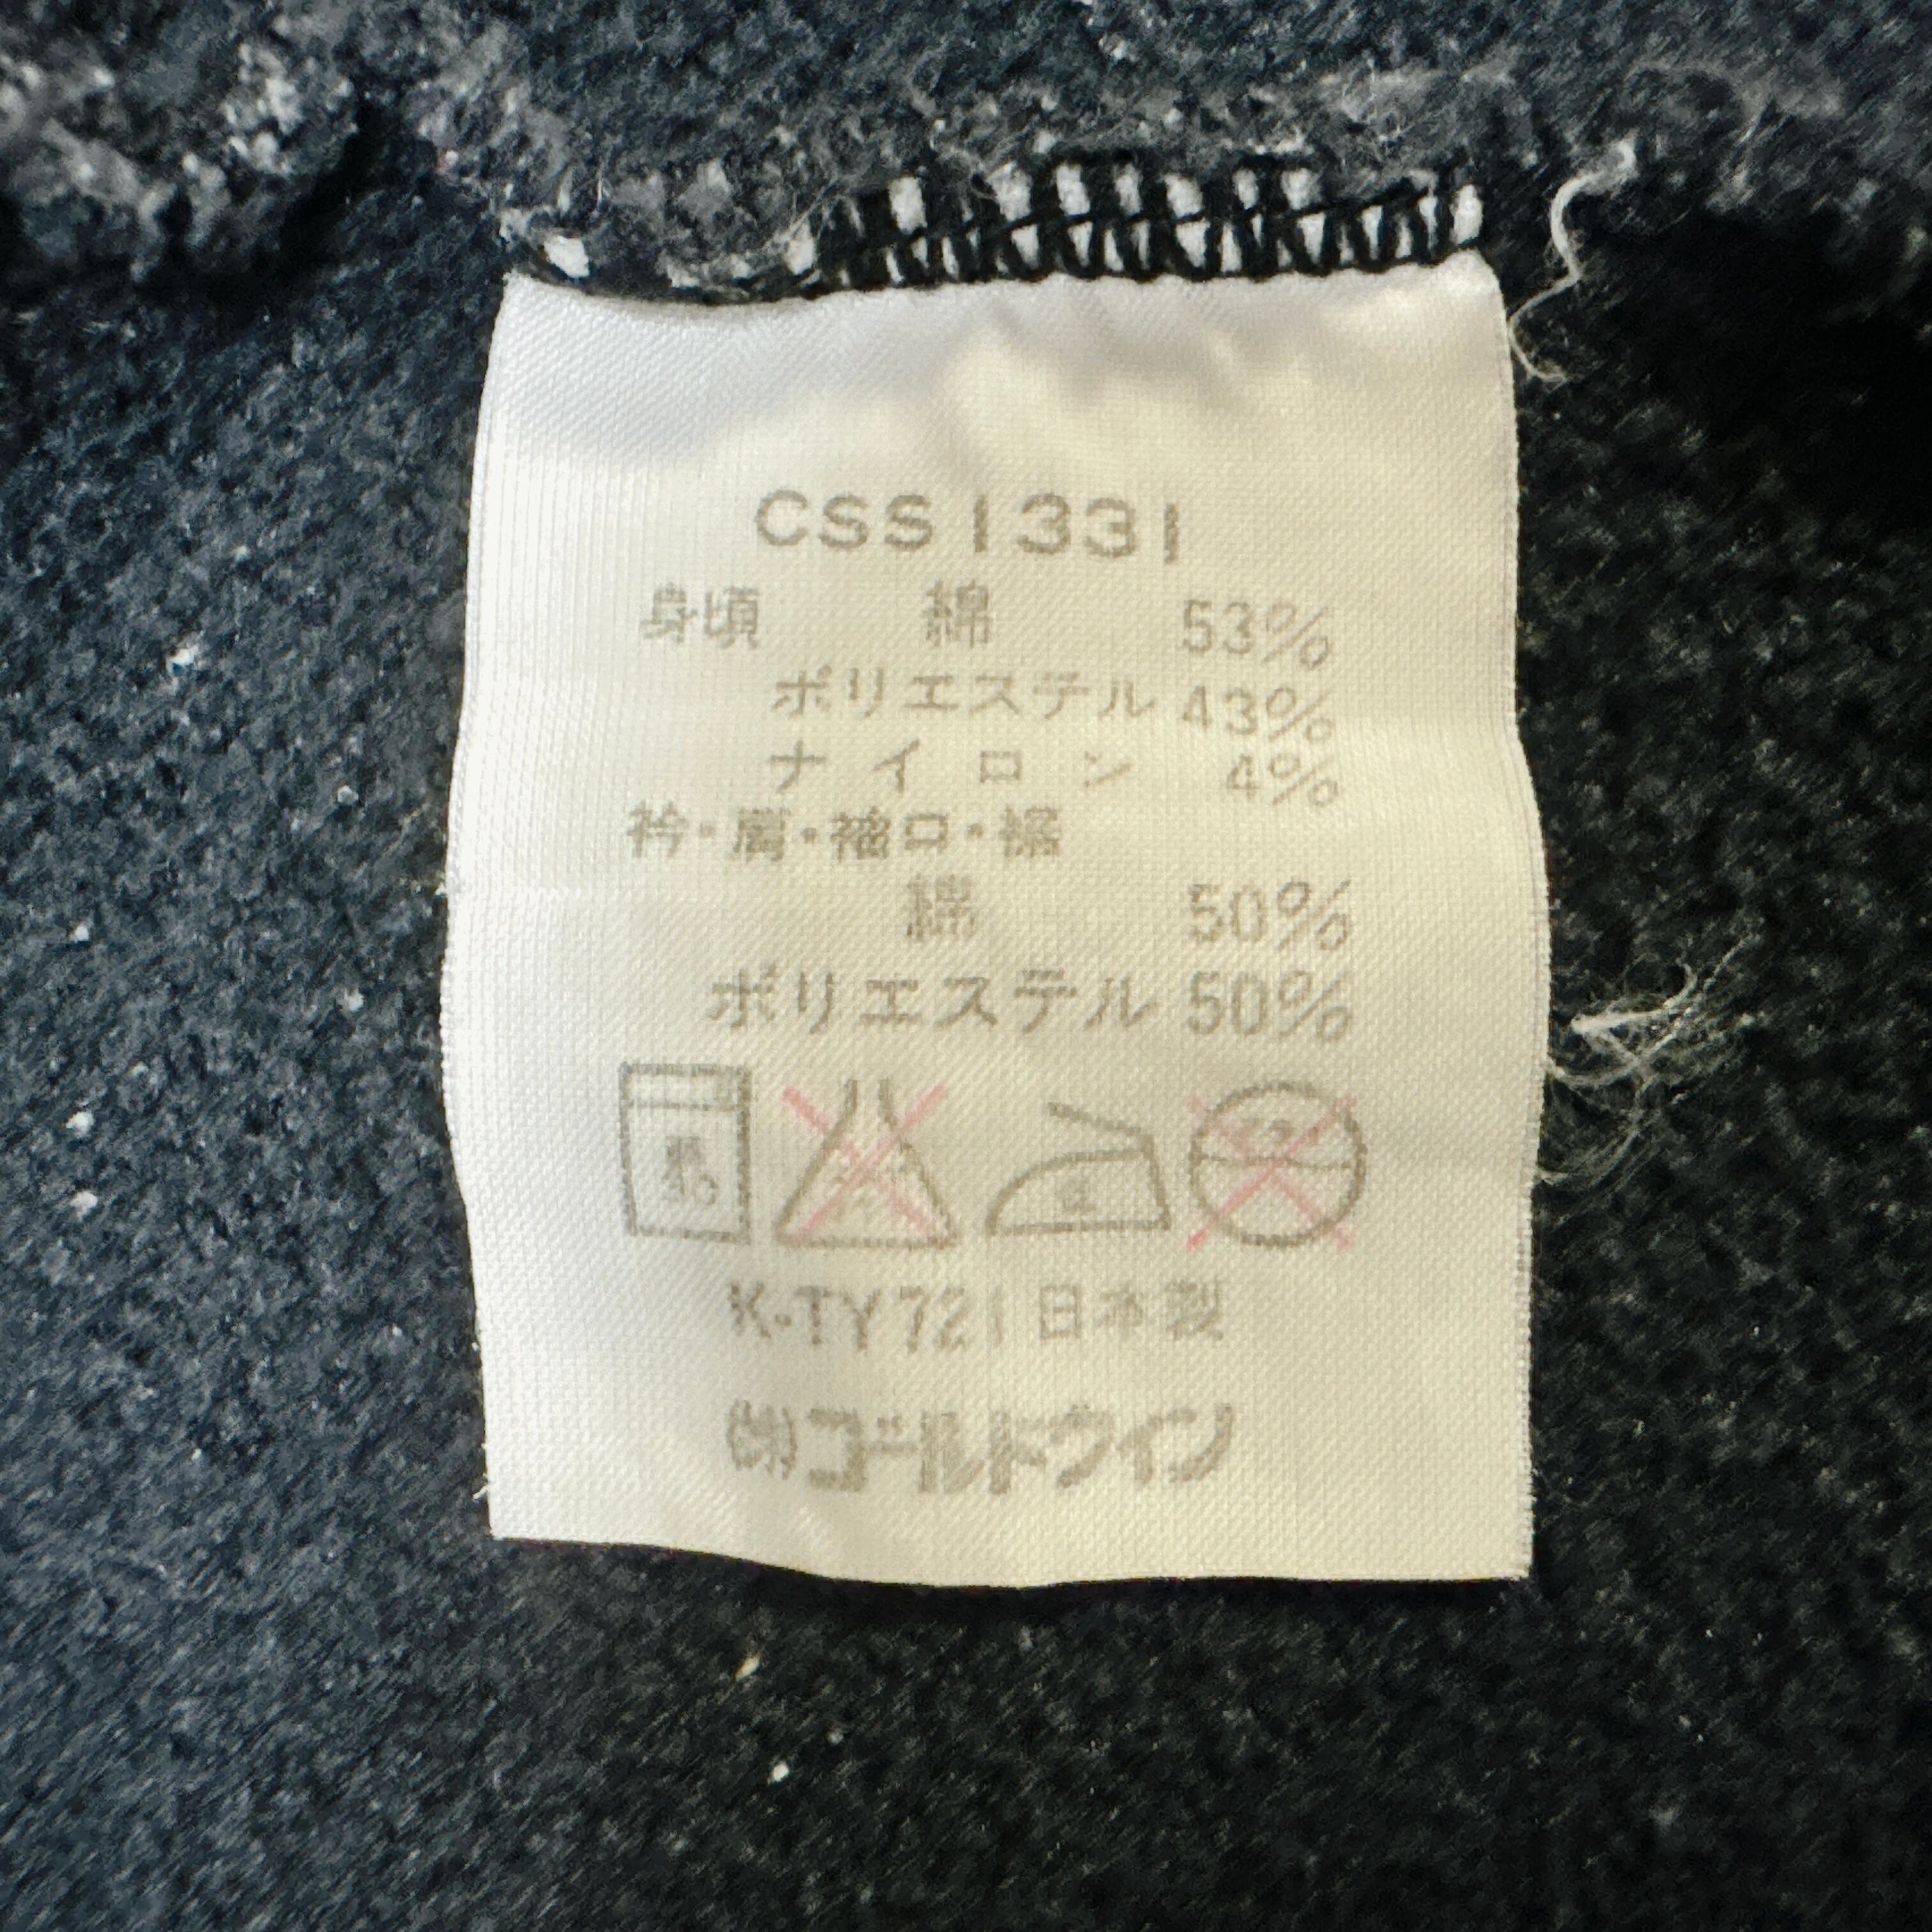 CSS1331
身頃 綿 53%
ポリエステル 43%
ナイロン 4%
衿・肩・袖口・裾
綿 50%
ポリエステル 50%
K・TY721 日本製
(株)ゴールドウイン